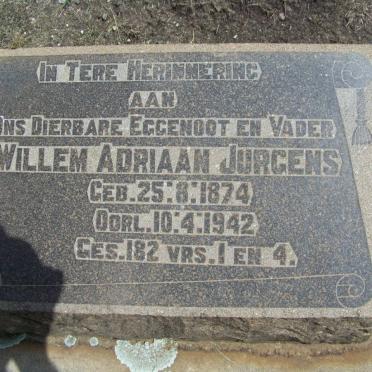 IN TERE HERINNERING
AAN
ONS DIERBARE EGGENOOT EN VADER
WILLEM ADRIAAN JURGENS
GEB. 25:8:1874
OORL. 10:4:1942
GES. 182 VRS. 1 EN 4.